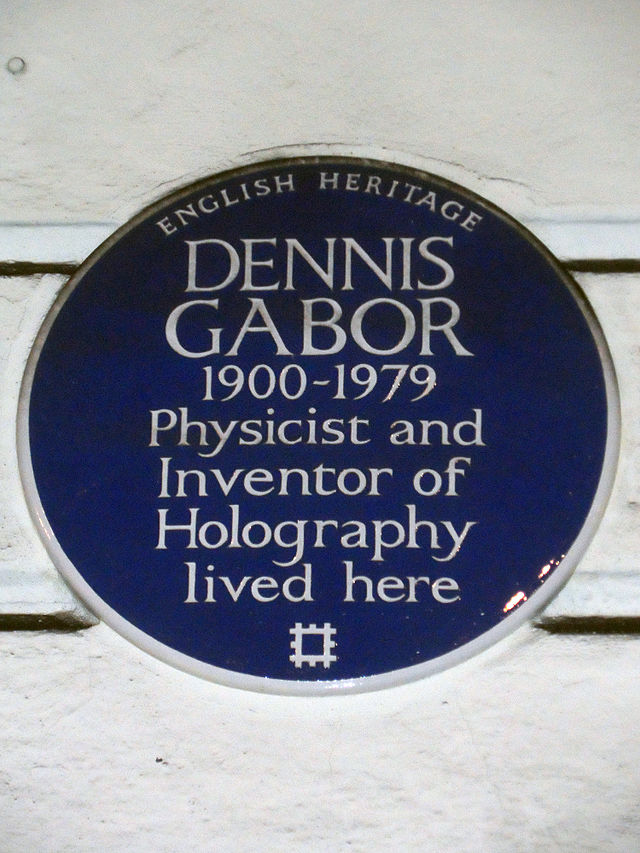 ENGLISH HERITAGE
DENNIS
GABOR
1900-1979
Physicist and
Inventor of
Holography
lived here